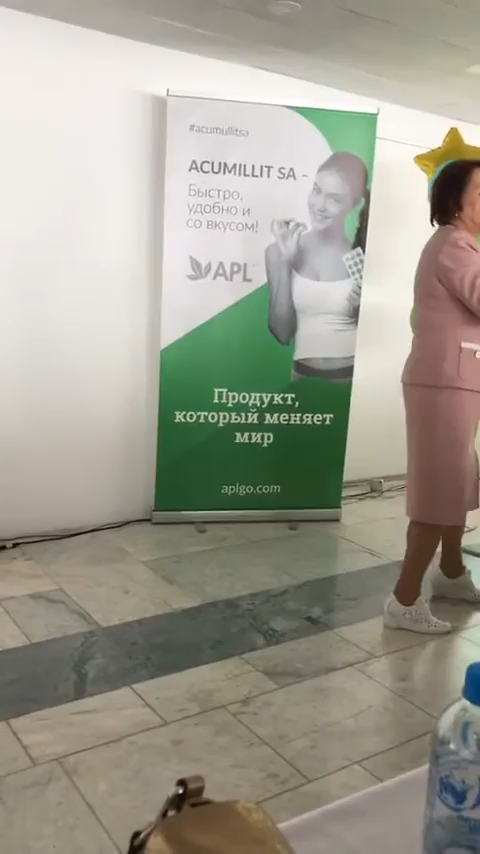 #acumullitsa
ACUMILLIT SA –
Быстро,
удобно и
со вкусом!
APL
Продукт,
который меняет
мир
aplgo.com